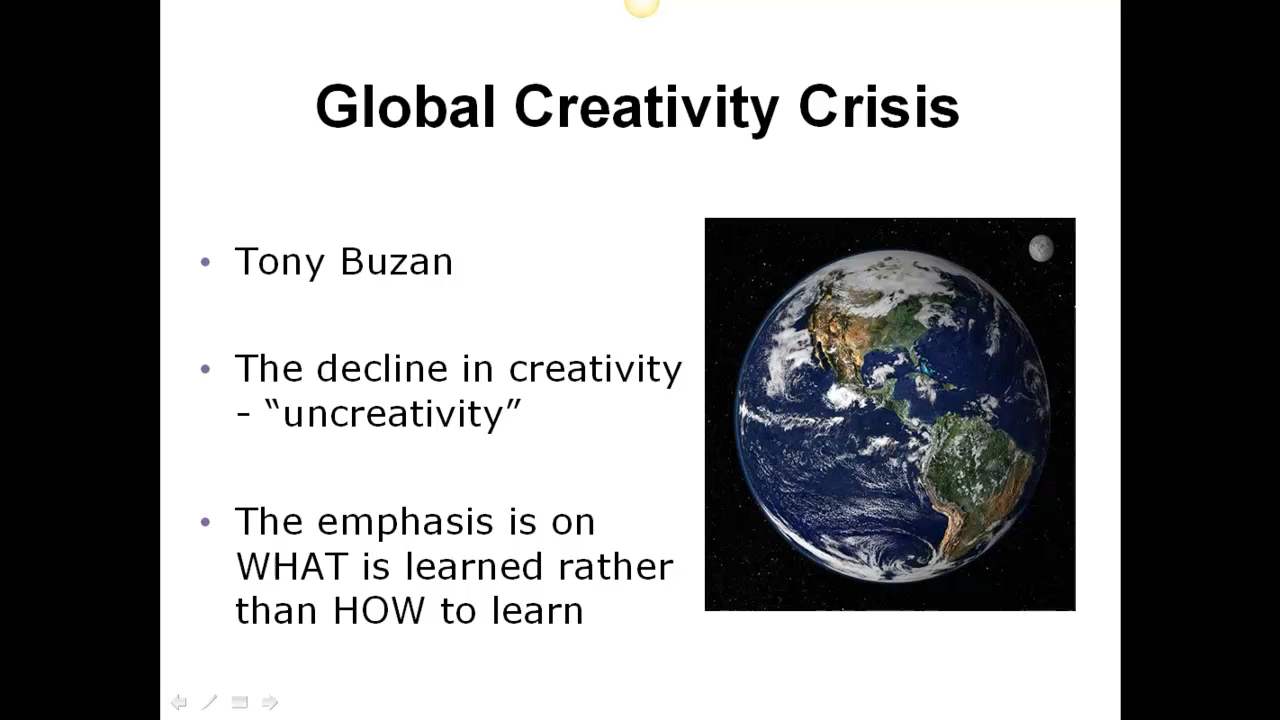 Global Creativity Crisis
• Tony Buzan
• The decline in creativity
- “uncreativity”
• The emphasis is on
WHAT is learned rather
than HOW to learn